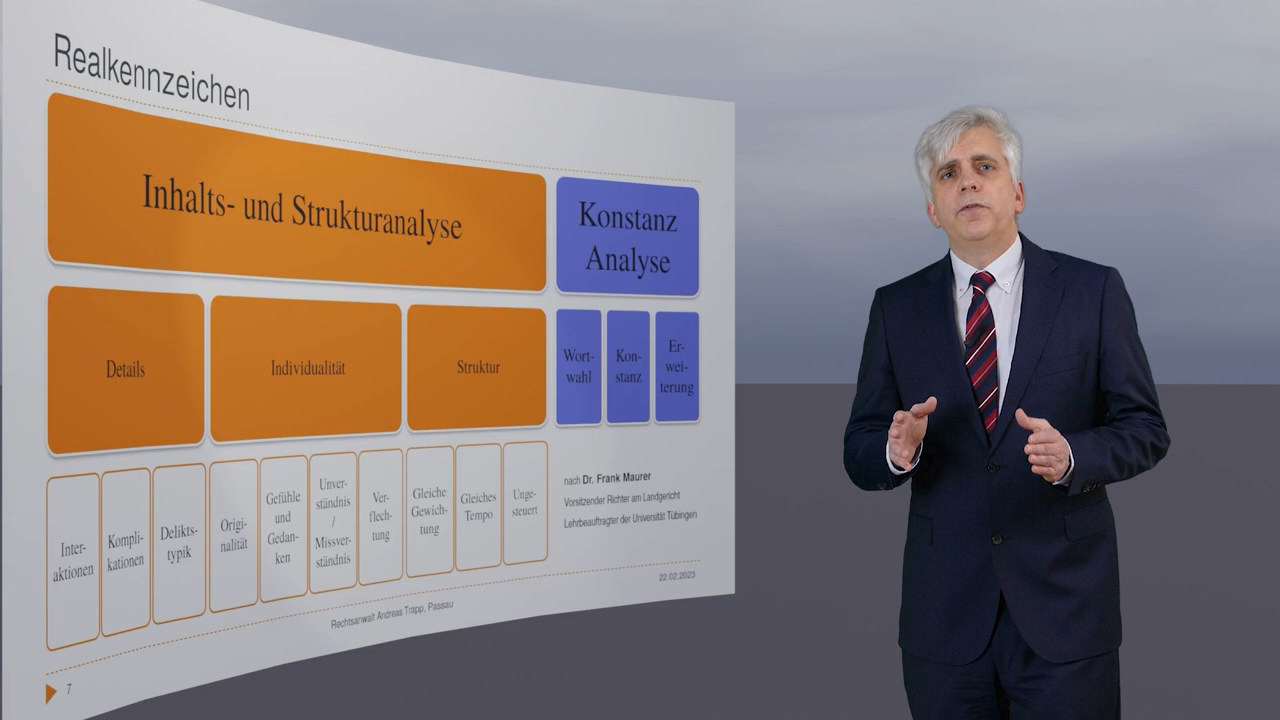 Realkennzeichen
Inhalts- und Strukturanalyse
Konstanz
Analyse
Details
Individualität
Struktur
Wort-
wahl
Kon-
stanz
Er-
wei-
terung
Inter-
aktionen
Kompli-
kationen
Delikts-
typik
Origi-
nalität
Gefühle
und
Gedan-
ken
Unver-
ständnis
/
Missver-
ständnis
Ver-
flech-
tung
Gleiche
Gewich-
tung
Gleiches
Tempo
Unge-
steuert
nach Dr. Frank Maurer
Vorsitzender Richter am Landgericht
Lehrbeauftragter der Universität Tübingen
22.02.2023
Rechtsanwalt Andreas Trapp, Passau
7